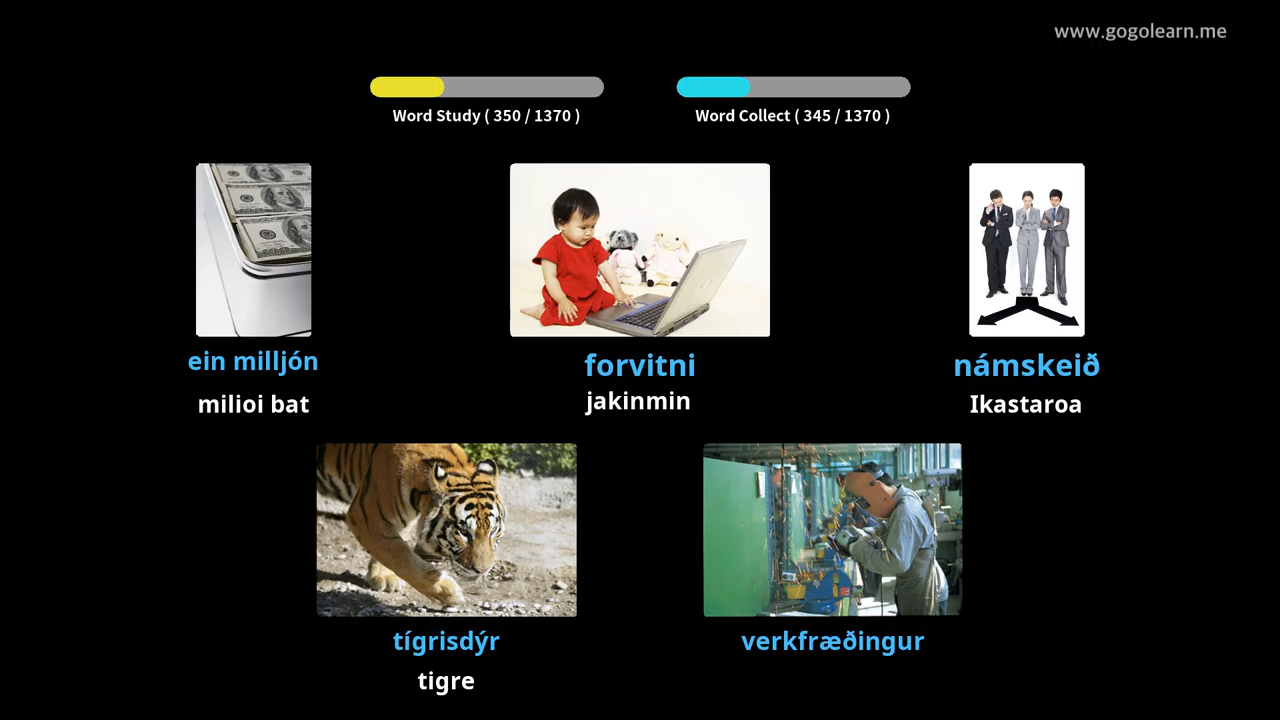 www.gogolearn.me
Word Study ( 350 / 1370 )
Word Collect ( 345 / 1370 )
ein milljón
milioi bat
forvitni
jakinmin
námskeið
Ikastaroa
tígrisdýr
tigre
verkfræðingur